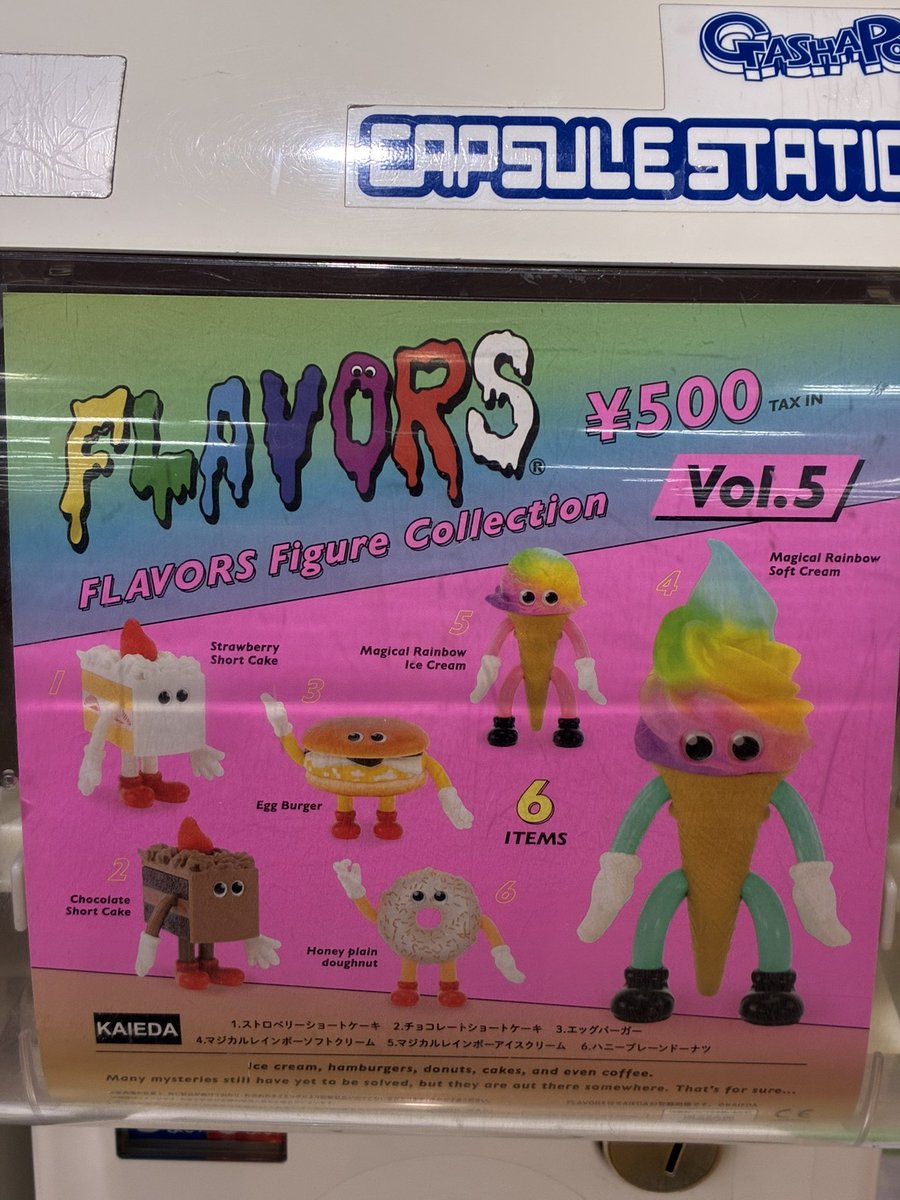 GASHAPO
CAPSULE STATIO
FLAVORS®
¥500 TAX IN
FLAVORS Figure Collection
Vol.5
4
Magical Rainbow
Soft Cream
5
Magical Rainbow
Ice Cream
1
Strawberry
Short Cake
3
Egg Burger
6
ITEMS
2
Chocolate
Short Cake
6
Honey plain
doughnut
KAIEDA
1.ストロベリーショートケーキ 2.チョコレートショートケーキ 3.エッグバーガー
4.マジカルレインボーソフトクリーム 5.マジカルレインボーアイスクリーム 6.ハニープレーンドーナツ
Ice cream, hamburgers, donuts, cakes, and even coffee.
Many mysteries still have yet to be solved, but they are out there somewhere. That's for sure...
©KAIEDA
CE